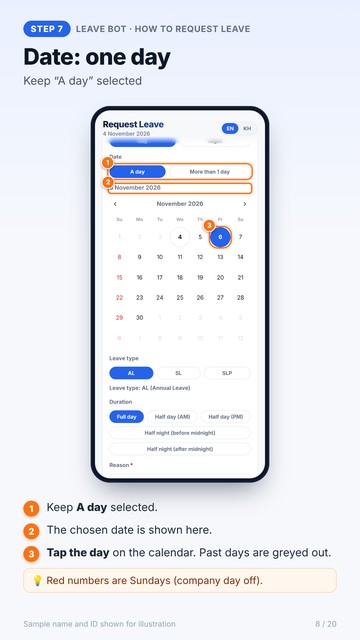 STEP 7 LEAVE BOT · HOW TO REQUEST LEAVE
Date: one day
Keep “A day” selected
Request Leave
4 November 2026
EN KH
Date
1
A day More than 1 day
2
November 2026
‹ November 2026 ›
Su Mo Tu We Th Fr Sa
3
1 2 3 4 5 6 7
8 9 10 11 12 13 14
15 16 17 18 19 20 21
22 23 24 25 26 27 28
29 30 1 2 3 4 5
6 7 8 9 10 11 12
Leave type
AL SL SLP
Leave type: AL (Annual Leave)
Duration
Full day Half day (AM) Half day (PM)
Half night (before midnight)
Half night (after midnight)
Reason *
1 Keep A day selected.
2 The chosen date is shown here.
3 Tap the day on the calendar. Past days are greyed out.
💡 Red numbers are Sundays (company day off).
Sample name and ID shown for illustration 8 / 20